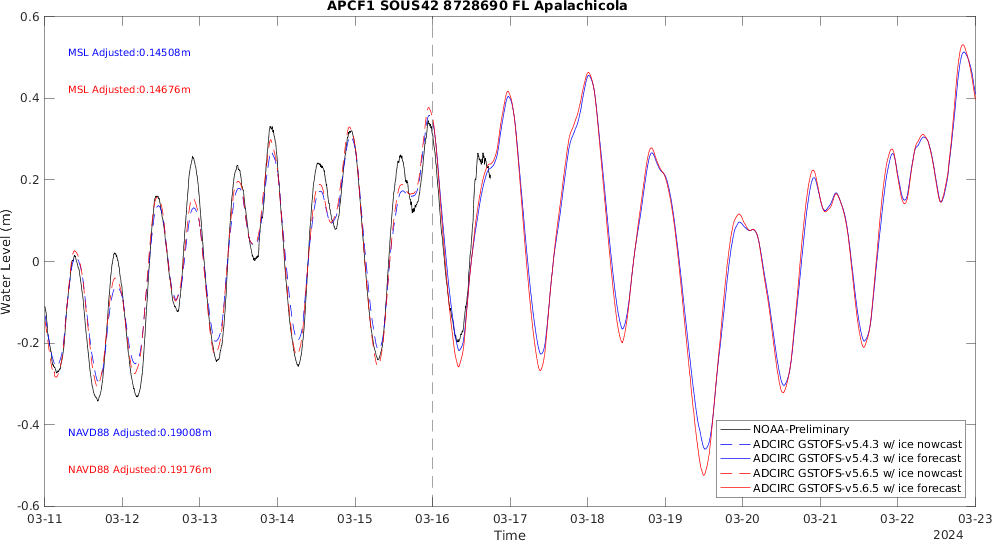 APCF1 SOUS42 8728690 FL Apalachicola
0.6
MSL Adjusted:0.14508m
MSL Adjusted:0.14676m
0.4
0.2
0
-0.2
-0.4
-0.6
Water Level (m)
NAVD88 Adjusted:0.19008m
NAVD88 Adjusted:0.19176m
NOAA-Preliminary
ADCIRC GSTOFS-v5.4.3 w/ ice nowcast
ADCIRC GSTOFS-v5.4.3 w/ ice forecast
ADCIRC GSTOFS-v5.6.5 w/ ice nowcast
ADCIRC GSTOFS-v5.6.5 w/ ice forecast
03-11 03-12 03-13 03-14 03-15 03-16 03-17 03-18 03-19 03-20 03-21 03-22 03-23
Time
2024